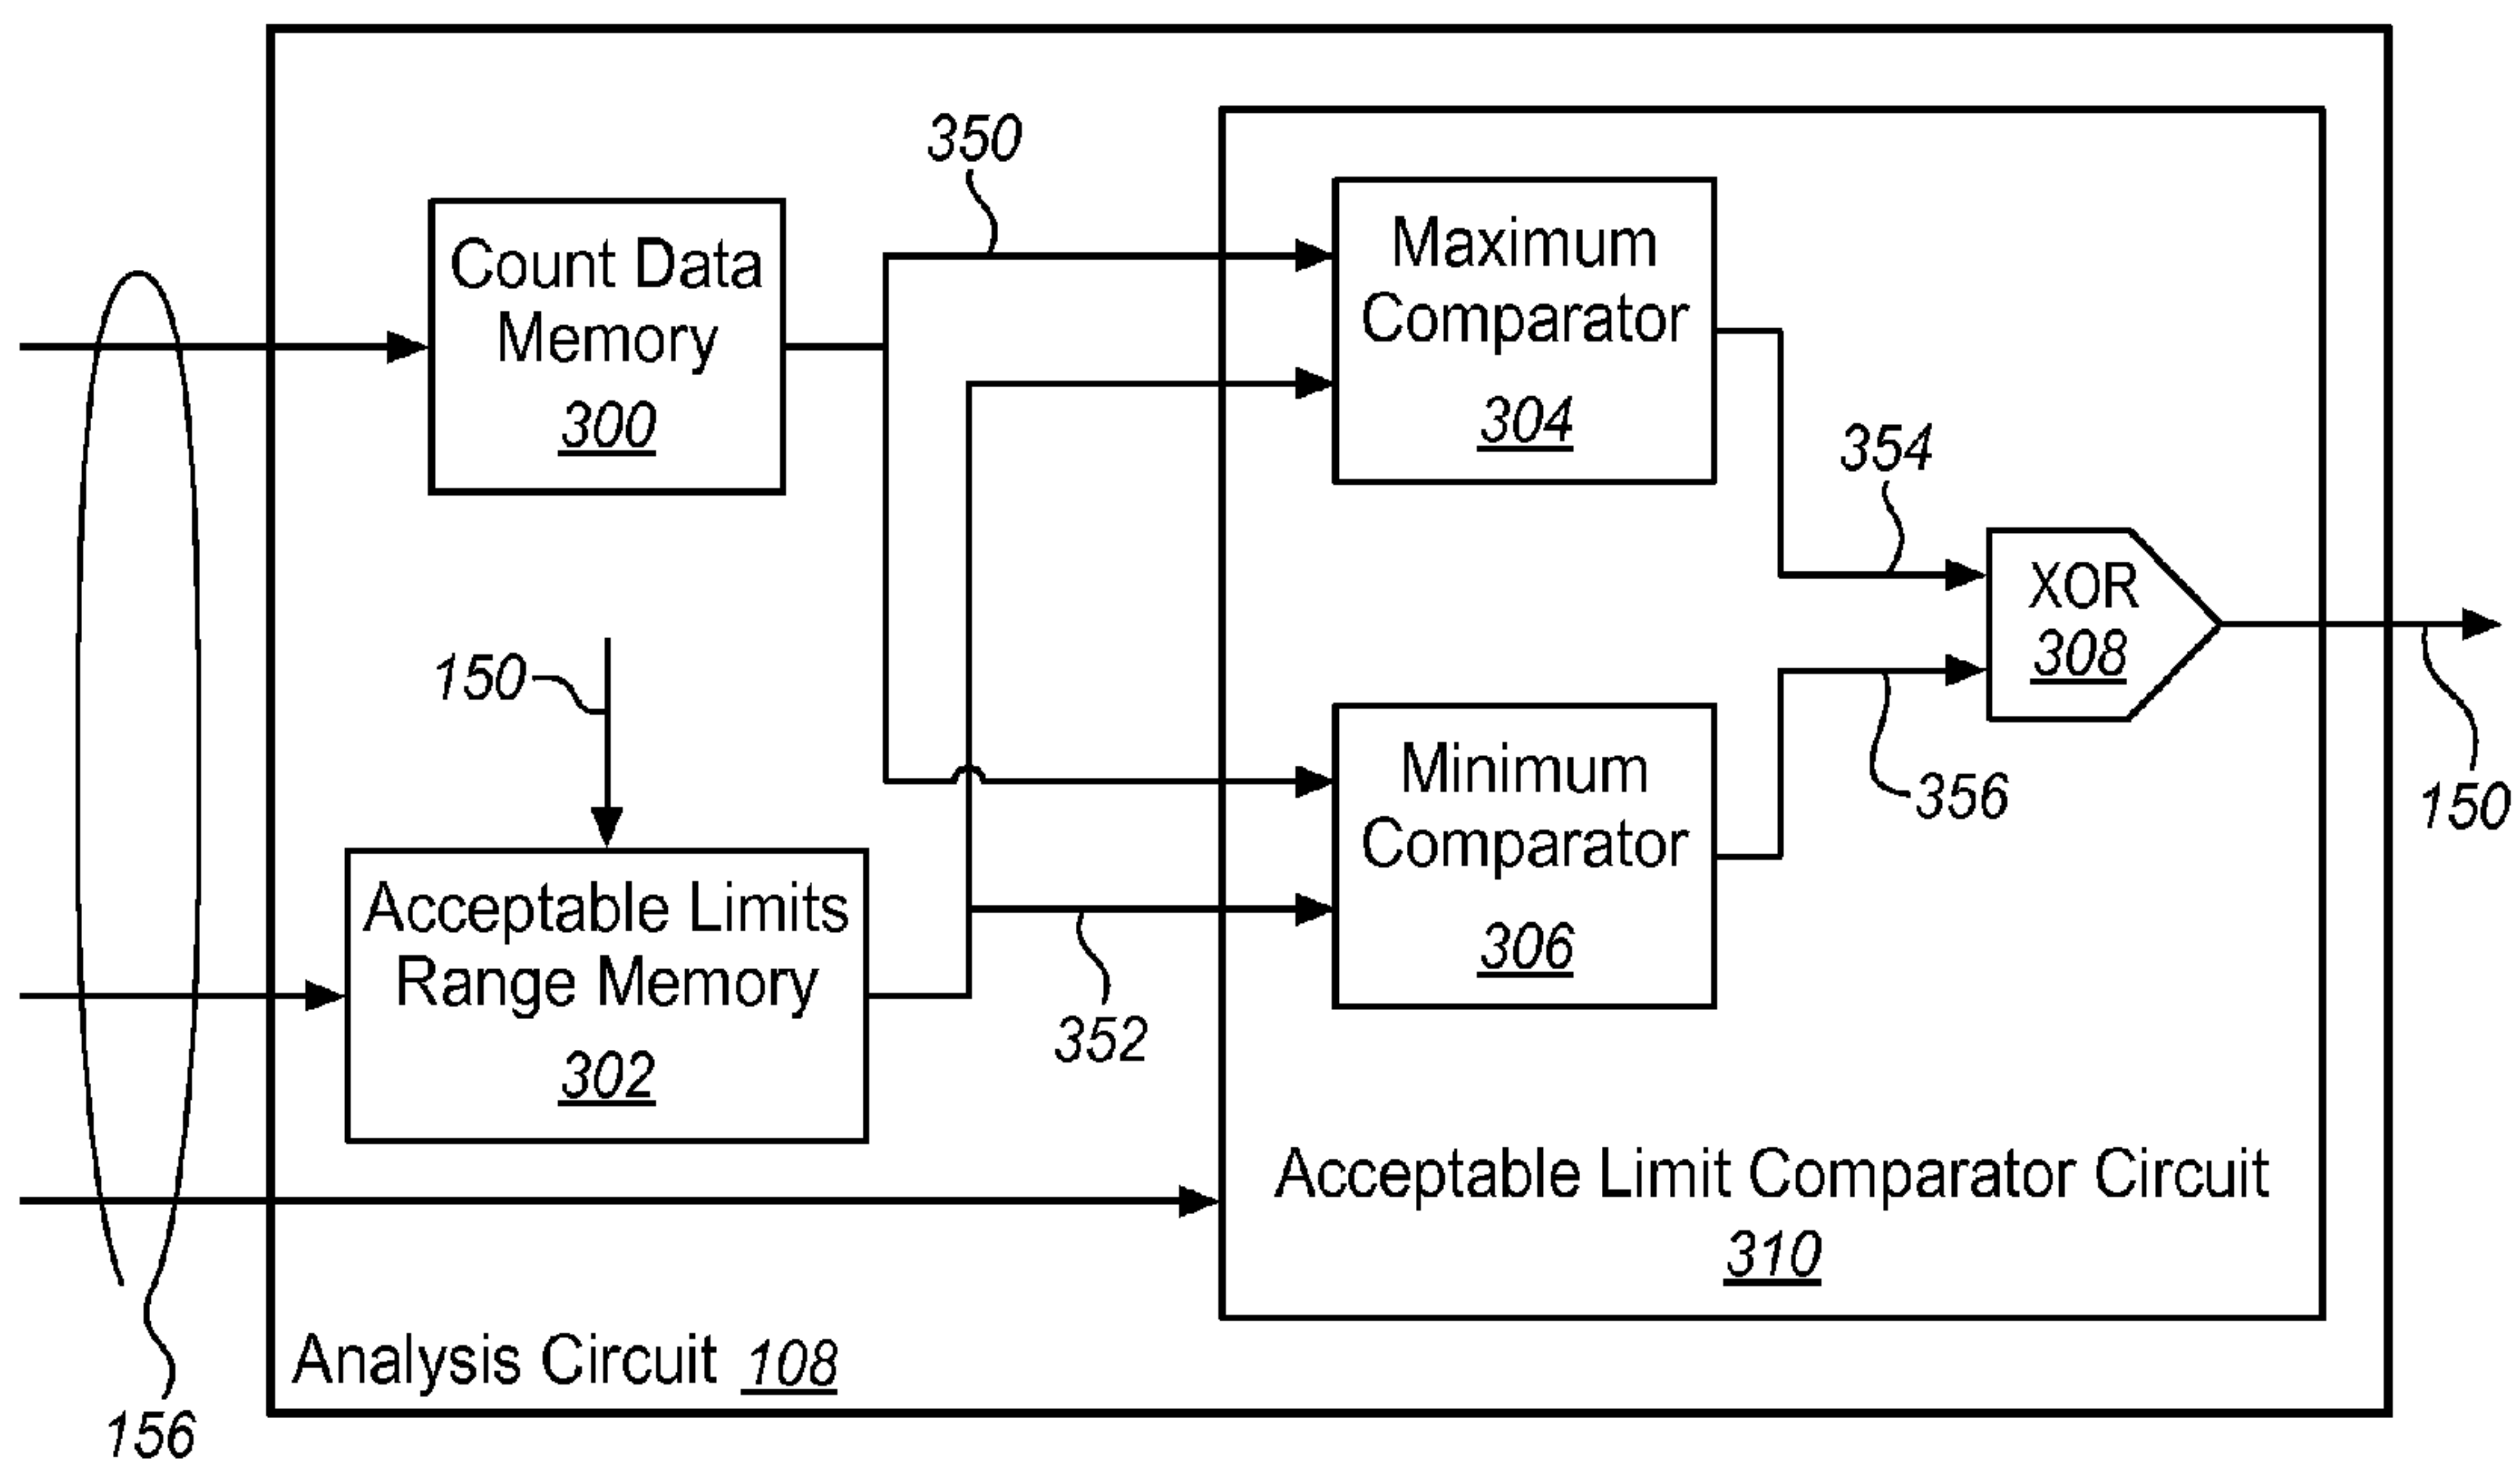 350
Count Data
Memory
300
Maximum
Comparator
304
354
XOR
308
150
Minimum
Comparator
306
356
150
Acceptable Limits
Range Memory
302
352
Acceptable Limit Comparator Circuit
310
Analysis Circuit 108
156